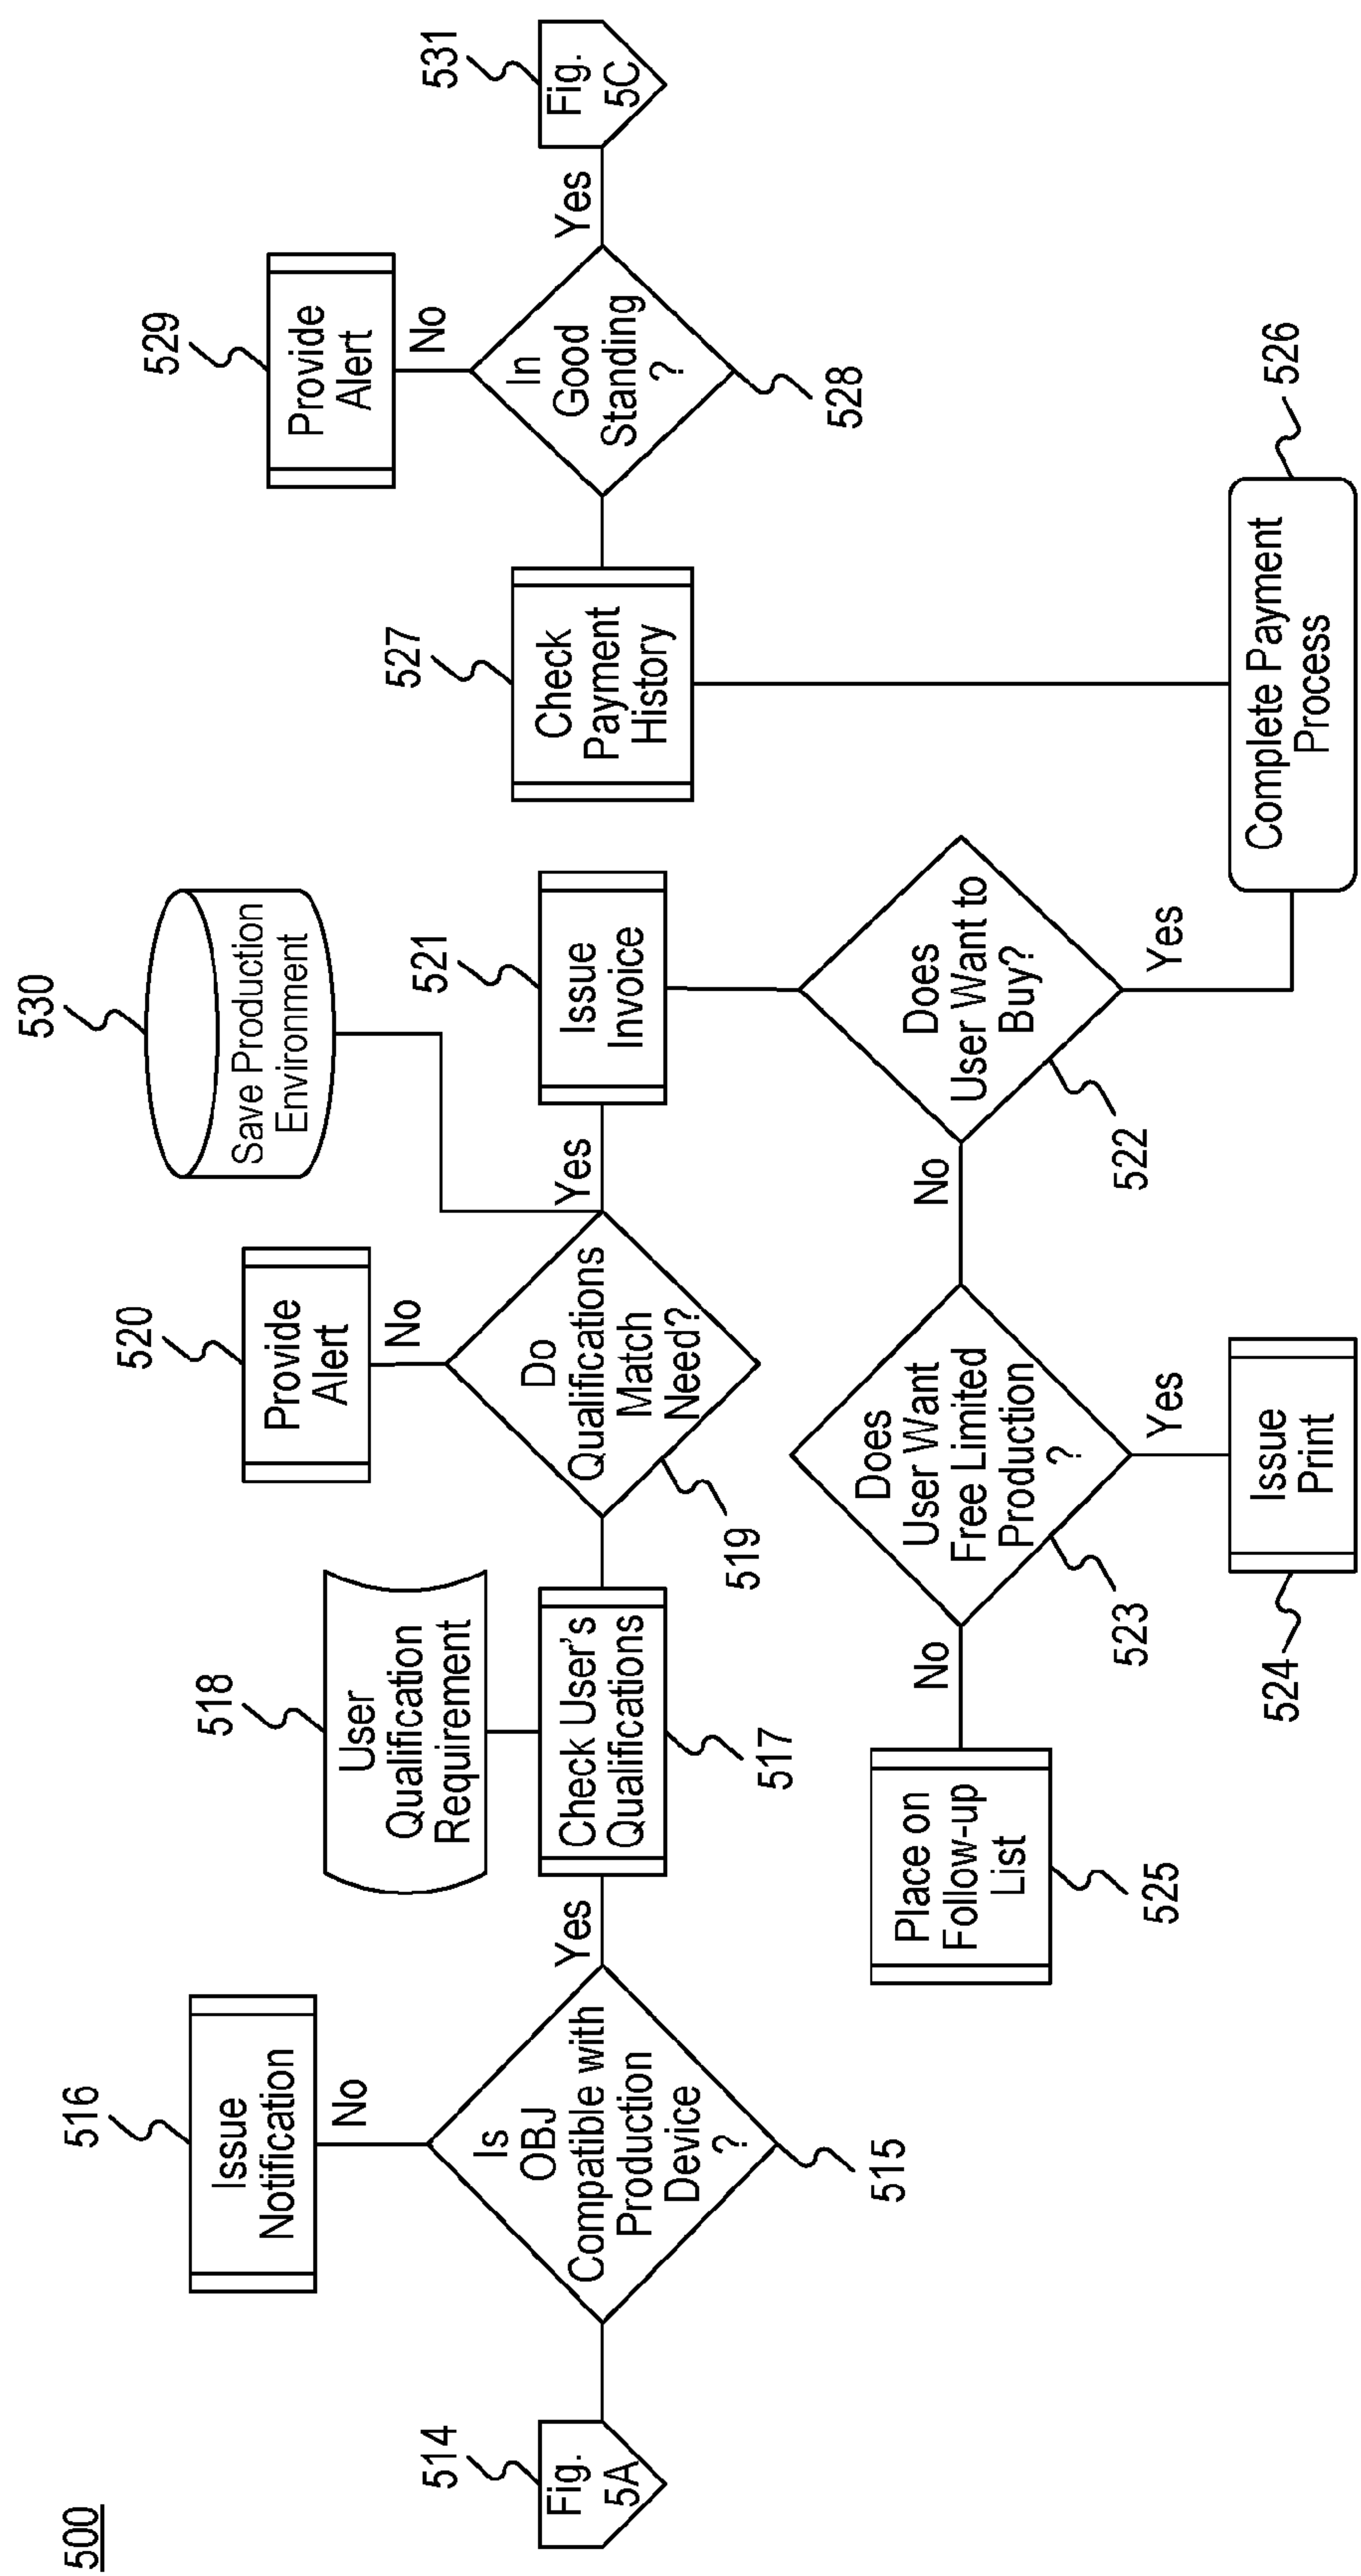 500
514
Fig.
5A
515
Is
OBJ
Compatible with
Production
Device
?
No
516
Issue
Notification
Yes
517
Check User's
Qualifications
518
User
Qualification
Requirement
519
Do
Qualifications
Match
Need?
No
520
Provide
Alert
Yes
530
Save Production
Environment
521
Issue
Invoice
522
Does
User Want to
Buy?
No
523
Does
User Want
Free Limited
Production
?
Yes
524
Issue
Print
No
525
Place on
Follow-up
List
Yes
526
Complete Payment
Process
527
Check
Payment
History
528
In
Good
Standing
?
No
529
Provide
Alert
Yes
531
Fig.
5C